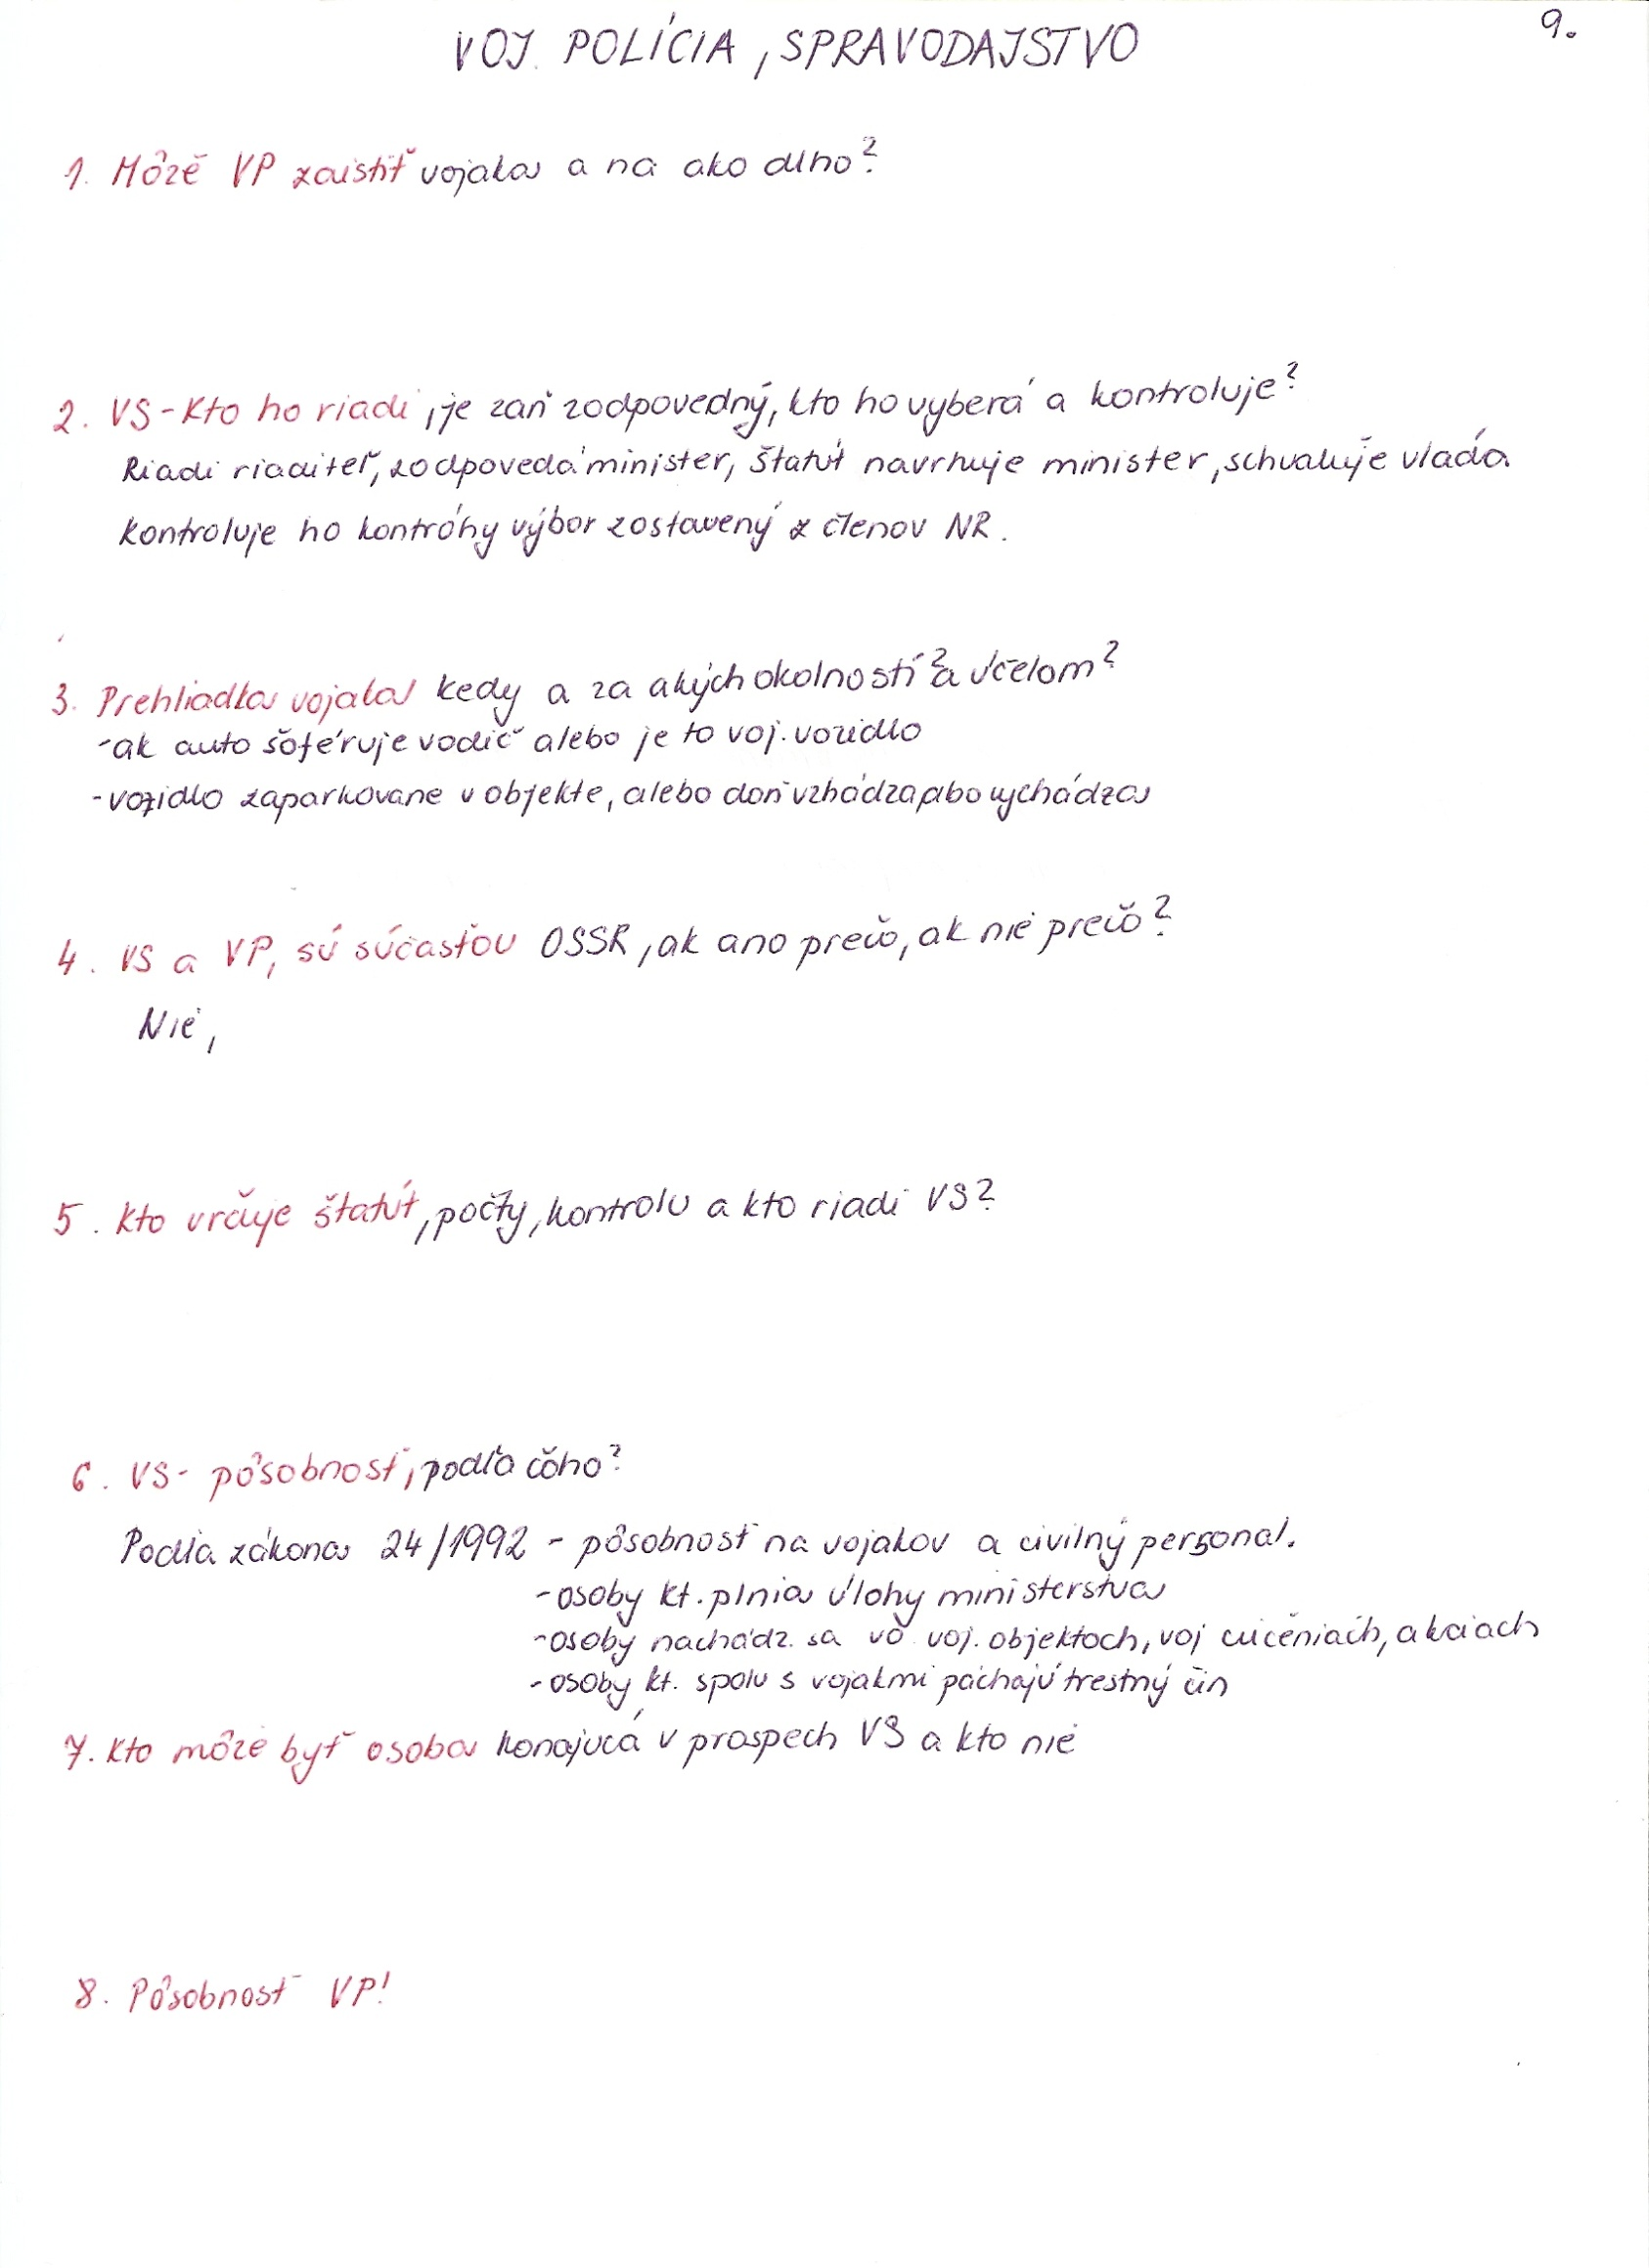 9.
VOJ. POLÍCIA, SPRAVODAJSTVO
1. Môže VP zaistiť vojaka a na ako dlho?
2. VS - Kto ho riadi, je zaň zodpovedný, kto ho vyberá a kontroluje?
Riadi riaditeľ, zodpovedá minister, štatút navrhuje minister, schvaľuje vláda
Kontroluje ho kontrólny výbor zostavený z členov NR.
3. Prehliadka vojaka kedy a za akých okolností? a účelom?
- ak auto šoféruje vodič alebo je to voj. vozidlo
- vozidlo zaparkovane v objekte, alebo doň vchádza abo vychádza
4. VS a VP, sú súčasťou OSSR, ak ano prečo, ak nie prečo?
Nie,
5. Kto určuje štatút, počty, kontrolu a kto riadi VS?
6. VS - pôsobnosť, podľa čoho?
Podľa zákona 24/1992 - pôsobnosť na vojakov a civilný personal.
- osoby kt. plnia úlohy ministerstva
- osoby nachádz. sa vo voj. objektoch, voj cvičeniach, akciach
- osoby kt. spolu s vojakmi páchajú trestný čin
7. Kto môže byť osoba konajúca v prospech VS a kto nie
8. Pôsobnosť VP!